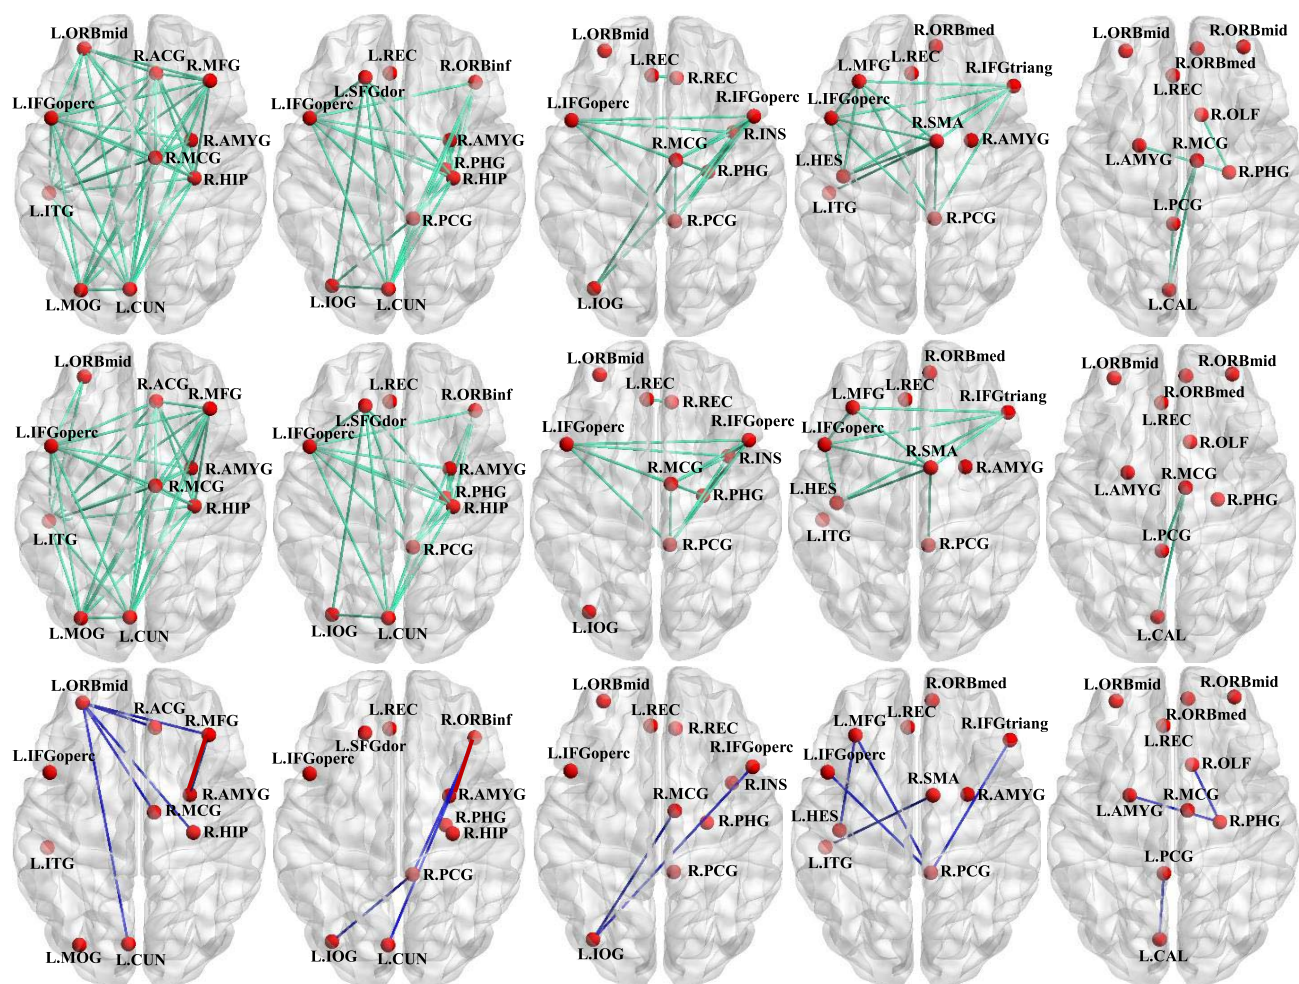 L.ORBmid
R.ACG
R.MFG
L.IFGoperc
R.AMYG
R.MCG
R.HIP
L.ITG
L.MOG
L.CUN
L.REC
R.ORBinf
L.SFGdor
L.IFGoperc
R.AMYG
R.PHG
R.HIP
R.PCG
L.IOG
L.CUN
L.ORBmid
L.REC
R.REC
L.IFGoperc
R.IFGoperc
R.INS
R.MCG
R.PHG
R.PCG
L.IOG
R.ORBmed
R.REC
L.MFG
R.IFGtriang
L.IFGoperc
R.SMA
R.AMYG
L.HES
L.ITG
R.PCG
L.ORBmid
R.ORBmid
R.ORBmed
L.REC
R.OLF
R.MCG
L.AMYG
R.PHG
L.PCG
L.CAL
L.ORBmid
R.ACG
R.MFG
L.IFGoperc
R.AMYG
R.MCG
R.HIP
L.ITG
L.MOG
L.CUN
L.REC
R.ORBinf
L.SFGdor
L.IFGoperc
R.AMYG
R.PHG
R.HIP
R.PCG
L.IOG
L.CUN
L.ORBmid
L.REC
R.REC
L.IFGoperc
R.IFGoperc
R.INS
R.MCG
R.PHG
R.PCG
L.IOG
R.ORBmed
L.REC
L.MFG
R.IFGtriang
L.IFGoperc
R.SMA
R.AMYG
L.HES
L.ITG
R.PCG
L.ORBmid
R.ORBmid
R.ORBmed
L.REC
R.OLF
R.MCG
L.AMYG
R.PHG
L.PCG
L.CAL
L.ORBmid
R.ACG
R.MFG
L.IFGoperc
R.AMYG
R.MCG
R.HIP
L.ITG
L.MOG
L.CUN
L.REC
R.ORBinf
L.SFGdor
L.IFGoperc
R.AMYG
R.PHG
R.HIP
R.PCG
L.IOG
L.CUN
L.ORBmid
L.REC
R.REC
L.IFGoperc
R.IFGoperc
R.INS
R.MCG
R.PHG
R.PCG
L.IOG
R.ORBmed
L.REC
L.MFG
R.IFGtriang
L.IFGoperc
R.SMA
R.AMYG
L.HES
L.ITG
R.PCG
L.ORBmid
R.ORBmid
R.ORBmed
L.REC
R.OLF
R.MCG
L.AMYG
R.PHG
L.PCG
L.CAL